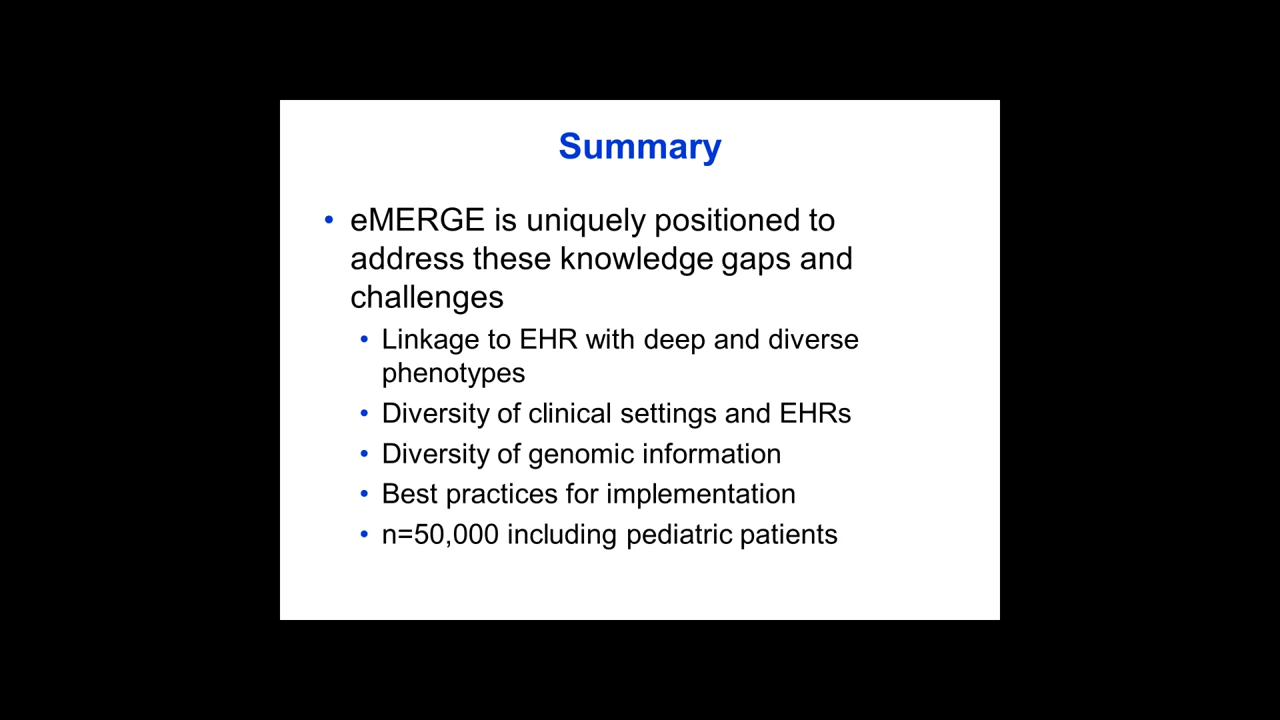 Summary
• eMERGE is uniquely positioned to
address these knowledge gaps and
challenges
• Linkage to EHR with deep and diverse
phenotypes
• Diversity of clinical settings and EHRs
• Diversity of genomic information
• Best practices for implementation
• n=50,000 including pediatric patients